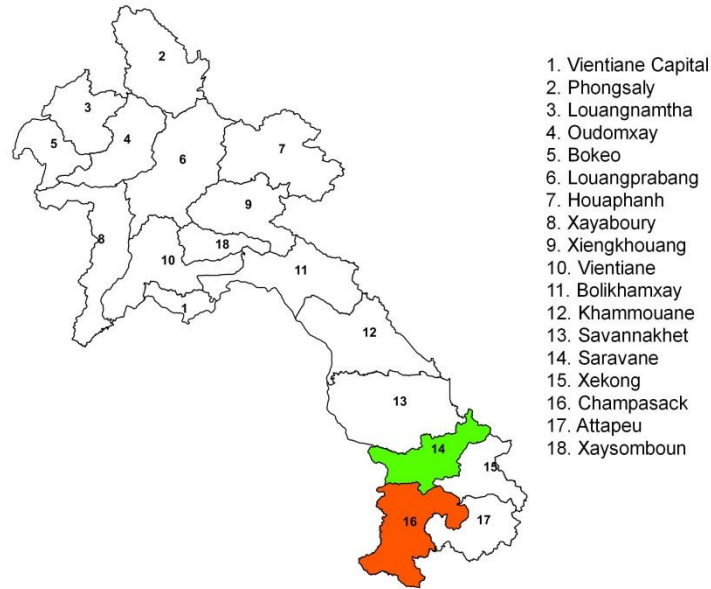 2
3
4
5
6
7
9
8
18
10
11
1
12
13
14
15
16
17
1. Vientiane Capital
2. Phongsaly
3. Louangnamtha
4. Oudomxay
5. Bokeo
6. Louangprabang
7. Houaphanh
8. Xayaboury
9. Xiengkhouang
10. Vientiane
11. Bolikhamxay
12. Khammouane
13. Savannakhet
14. Saravane
15. Xekong
16. Champasack
17. Attapeu
18. Xaysomboun